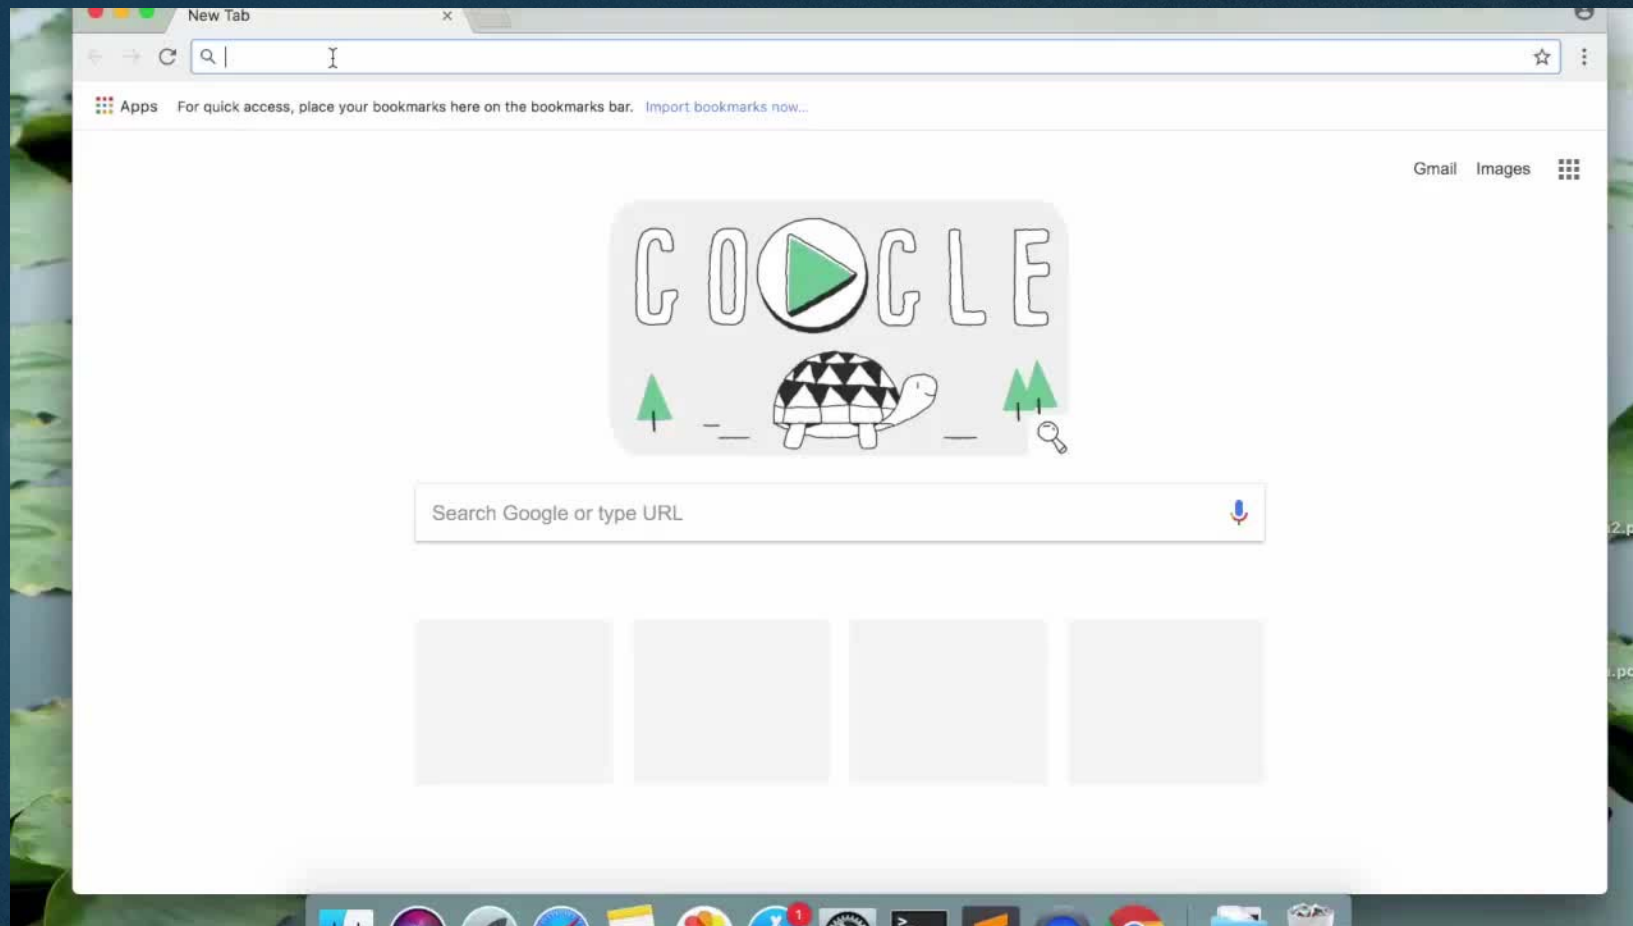 New Tab
Apps For quick access, place your bookmarks here on the bookmarks bar. Import bookmarks now...
Gmail Images
GOOGLE
Search Google or type URL
1